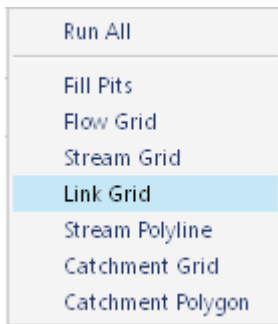 Run All
Fill Pits
Flow Grid
Stream Grid
Link Grid
Stream Polyline
Catchment Grid
Catchment Polygon